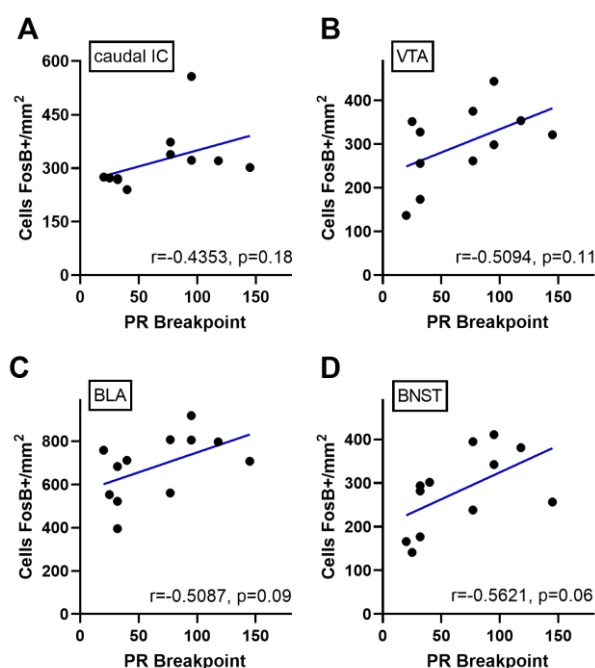 A
caudal IC
Cells FosB+/mm²
600
450
300
150
0
r=-0.4353, p=0.18
0 50 100 150
PR Breakpoint
B
VTA
Cells FosB+/mm²
400
300
200
100
0
r=-0.5094, p=0.11
0 50 100 150
PR Breakpoint
C
BLA
Cells FosB+/mm²
800
600
400
200
0
r=-0.5087, p=0.09
0 50 100 150
PR Breakpoint
D
BNST
Cells FosB+/mm²
400
300
200
100
0
r=-0.5621, p=0.06
0 50 100 150
PR Breakpoint